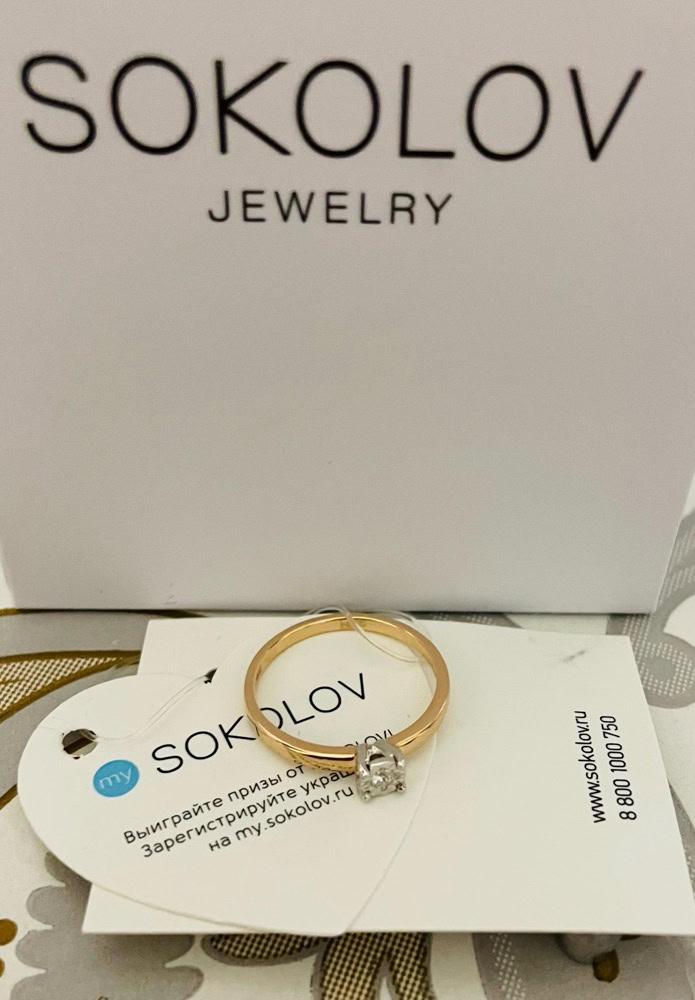 SOKOLOV
JEWELRY
my SOKOLOV
Выиграйте призы от
Зарегистрируйте
на my.sokolov.ru
www.sokolov.ru
8 800 1000 750